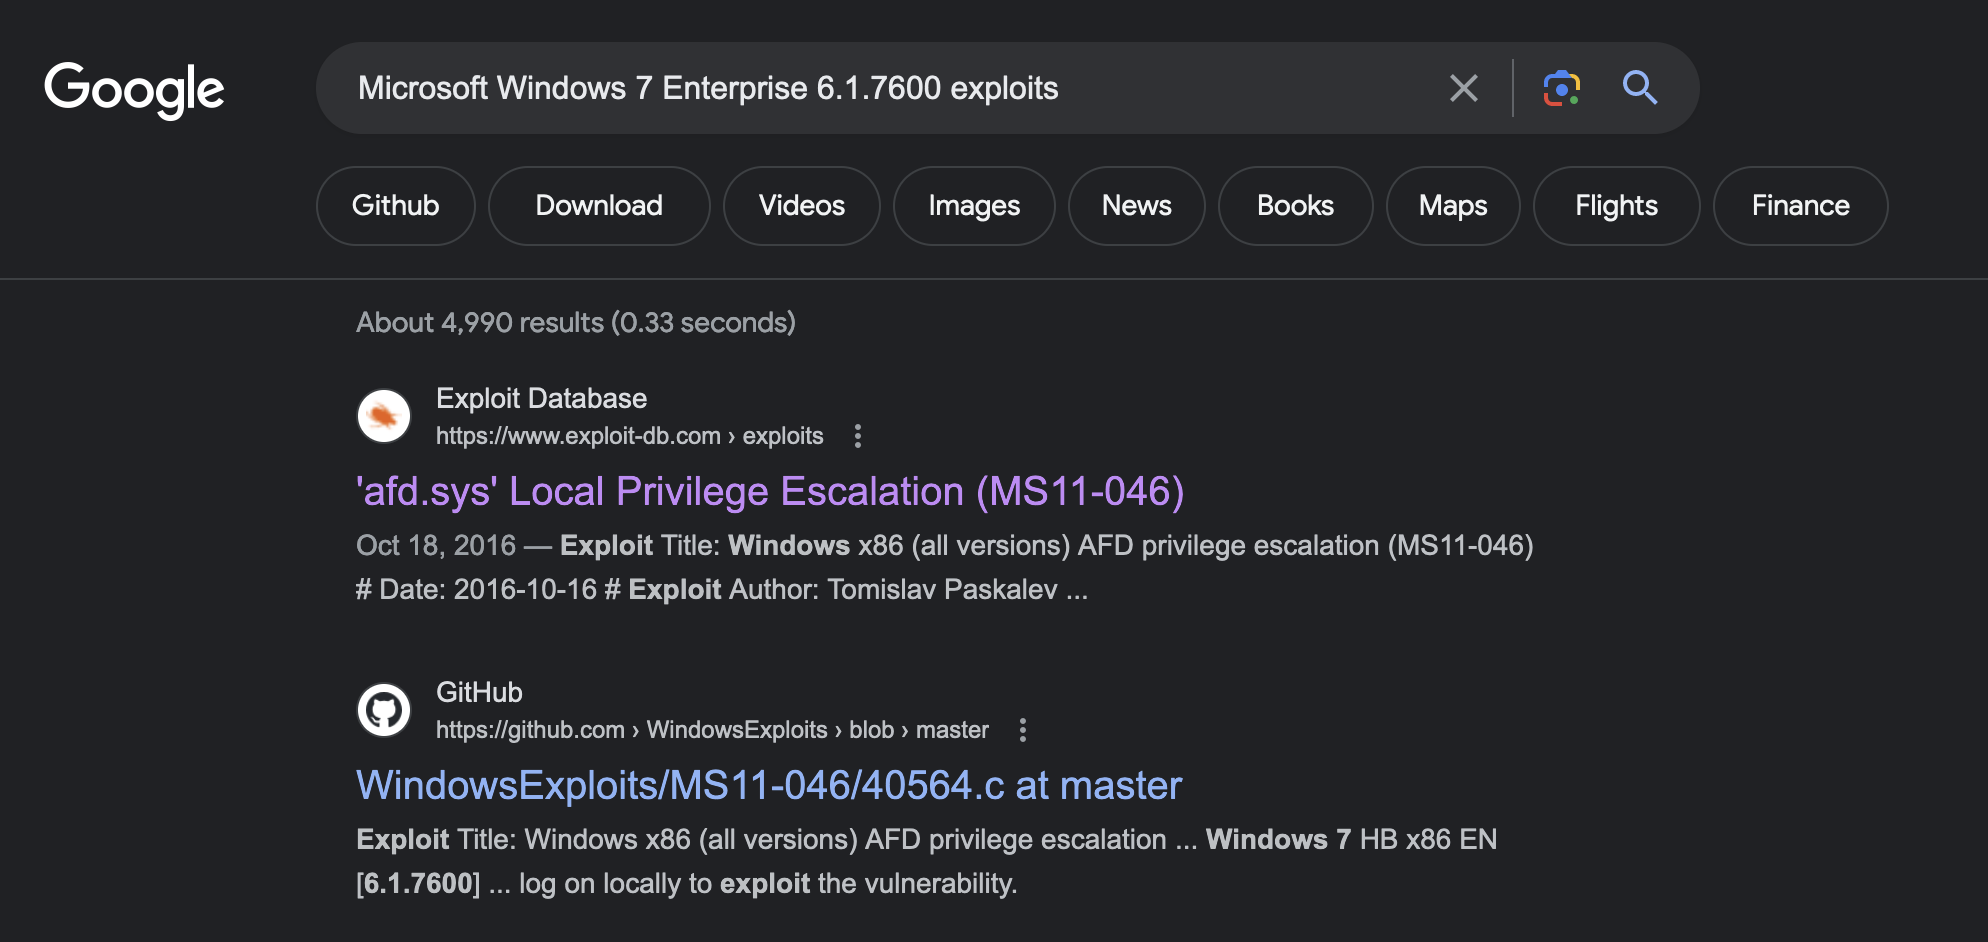 Google
Microsoft Windows 7 Enterprise 6.1.7600 exploits
Github Download Videos Images News Books Maps Flights Finance
About 4,990 results (0.33 seconds)
Exploit Database
https://www.exploit-db.com › exploits
'afd.sys' Local Privilege Escalation (MS11-046)
Oct 18, 2016 — Exploit Title: Windows x86 (all versions) AFD privilege escalation (MS11-046)
# Date: 2016-10-16 # Exploit Author: Tomislav Paskalev ...
GitHub
https://github.com › WindowsExploits › blob › master
WindowsExploits/MS11-046/40564.c at master
Exploit Title: Windows x86 (all versions) AFD privilege escalation ... Windows 7 HB x86 EN
[6.1.7600] ... log on locally to exploit the vulnerability.